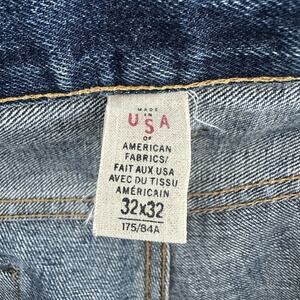 MADE
IN
USA
OF
AMERICAN
FABRICS/
FAIT AUX USA
AVEC DU TISSU
AMÉRICAIN
32x32
175/84A